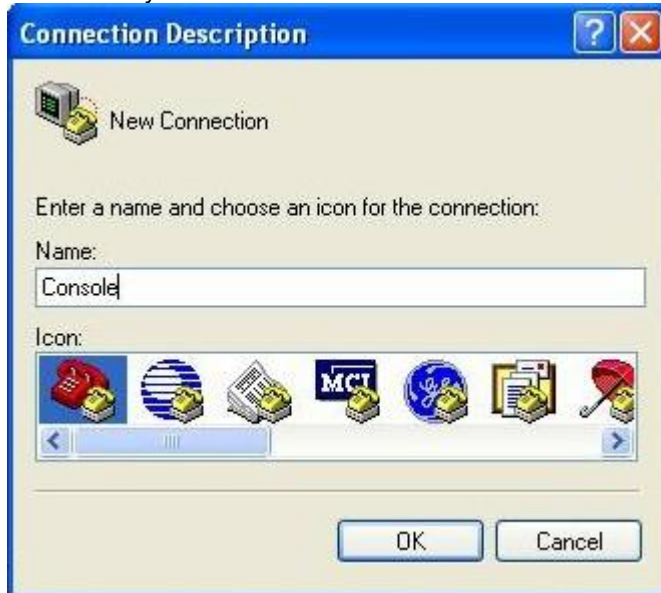 Connection Description
New Connection
Enter a name and choose an icon for the connection:
Name:
Console
Icon:
MCI
OK
Cancel